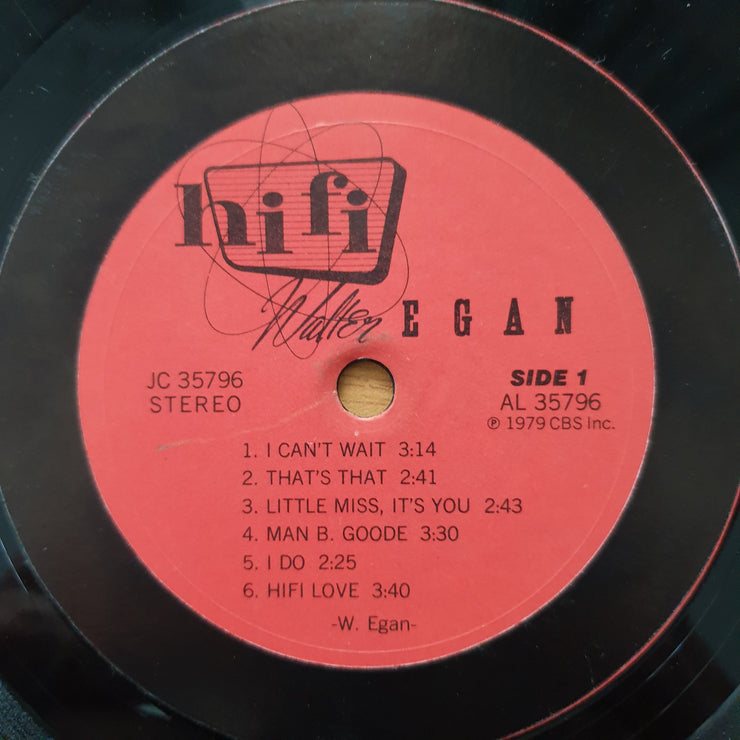 hifi
Walter EGAN
JC 35796
STEREO
SIDE 1
AL 35796
℗ 1979 CBS Inc.
1. I CAN'T WAIT 3:14
2. THAT'S THAT 2:41
3. LITTLE MISS, IT'S YOU 2:43
4. MAN B. GOODE 3:30
5. I DO 2:25
6. HIFI LOVE 3:40
-W. Egan-